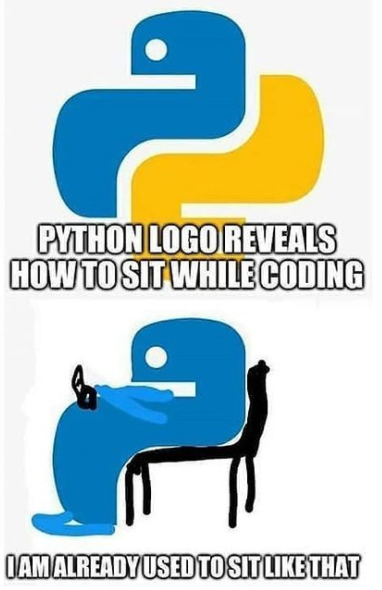 PYTHON LOGO REVEALS
HOW TO SIT WHILE CODING
I AM ALREADY USED TO SIT LIKE THAT